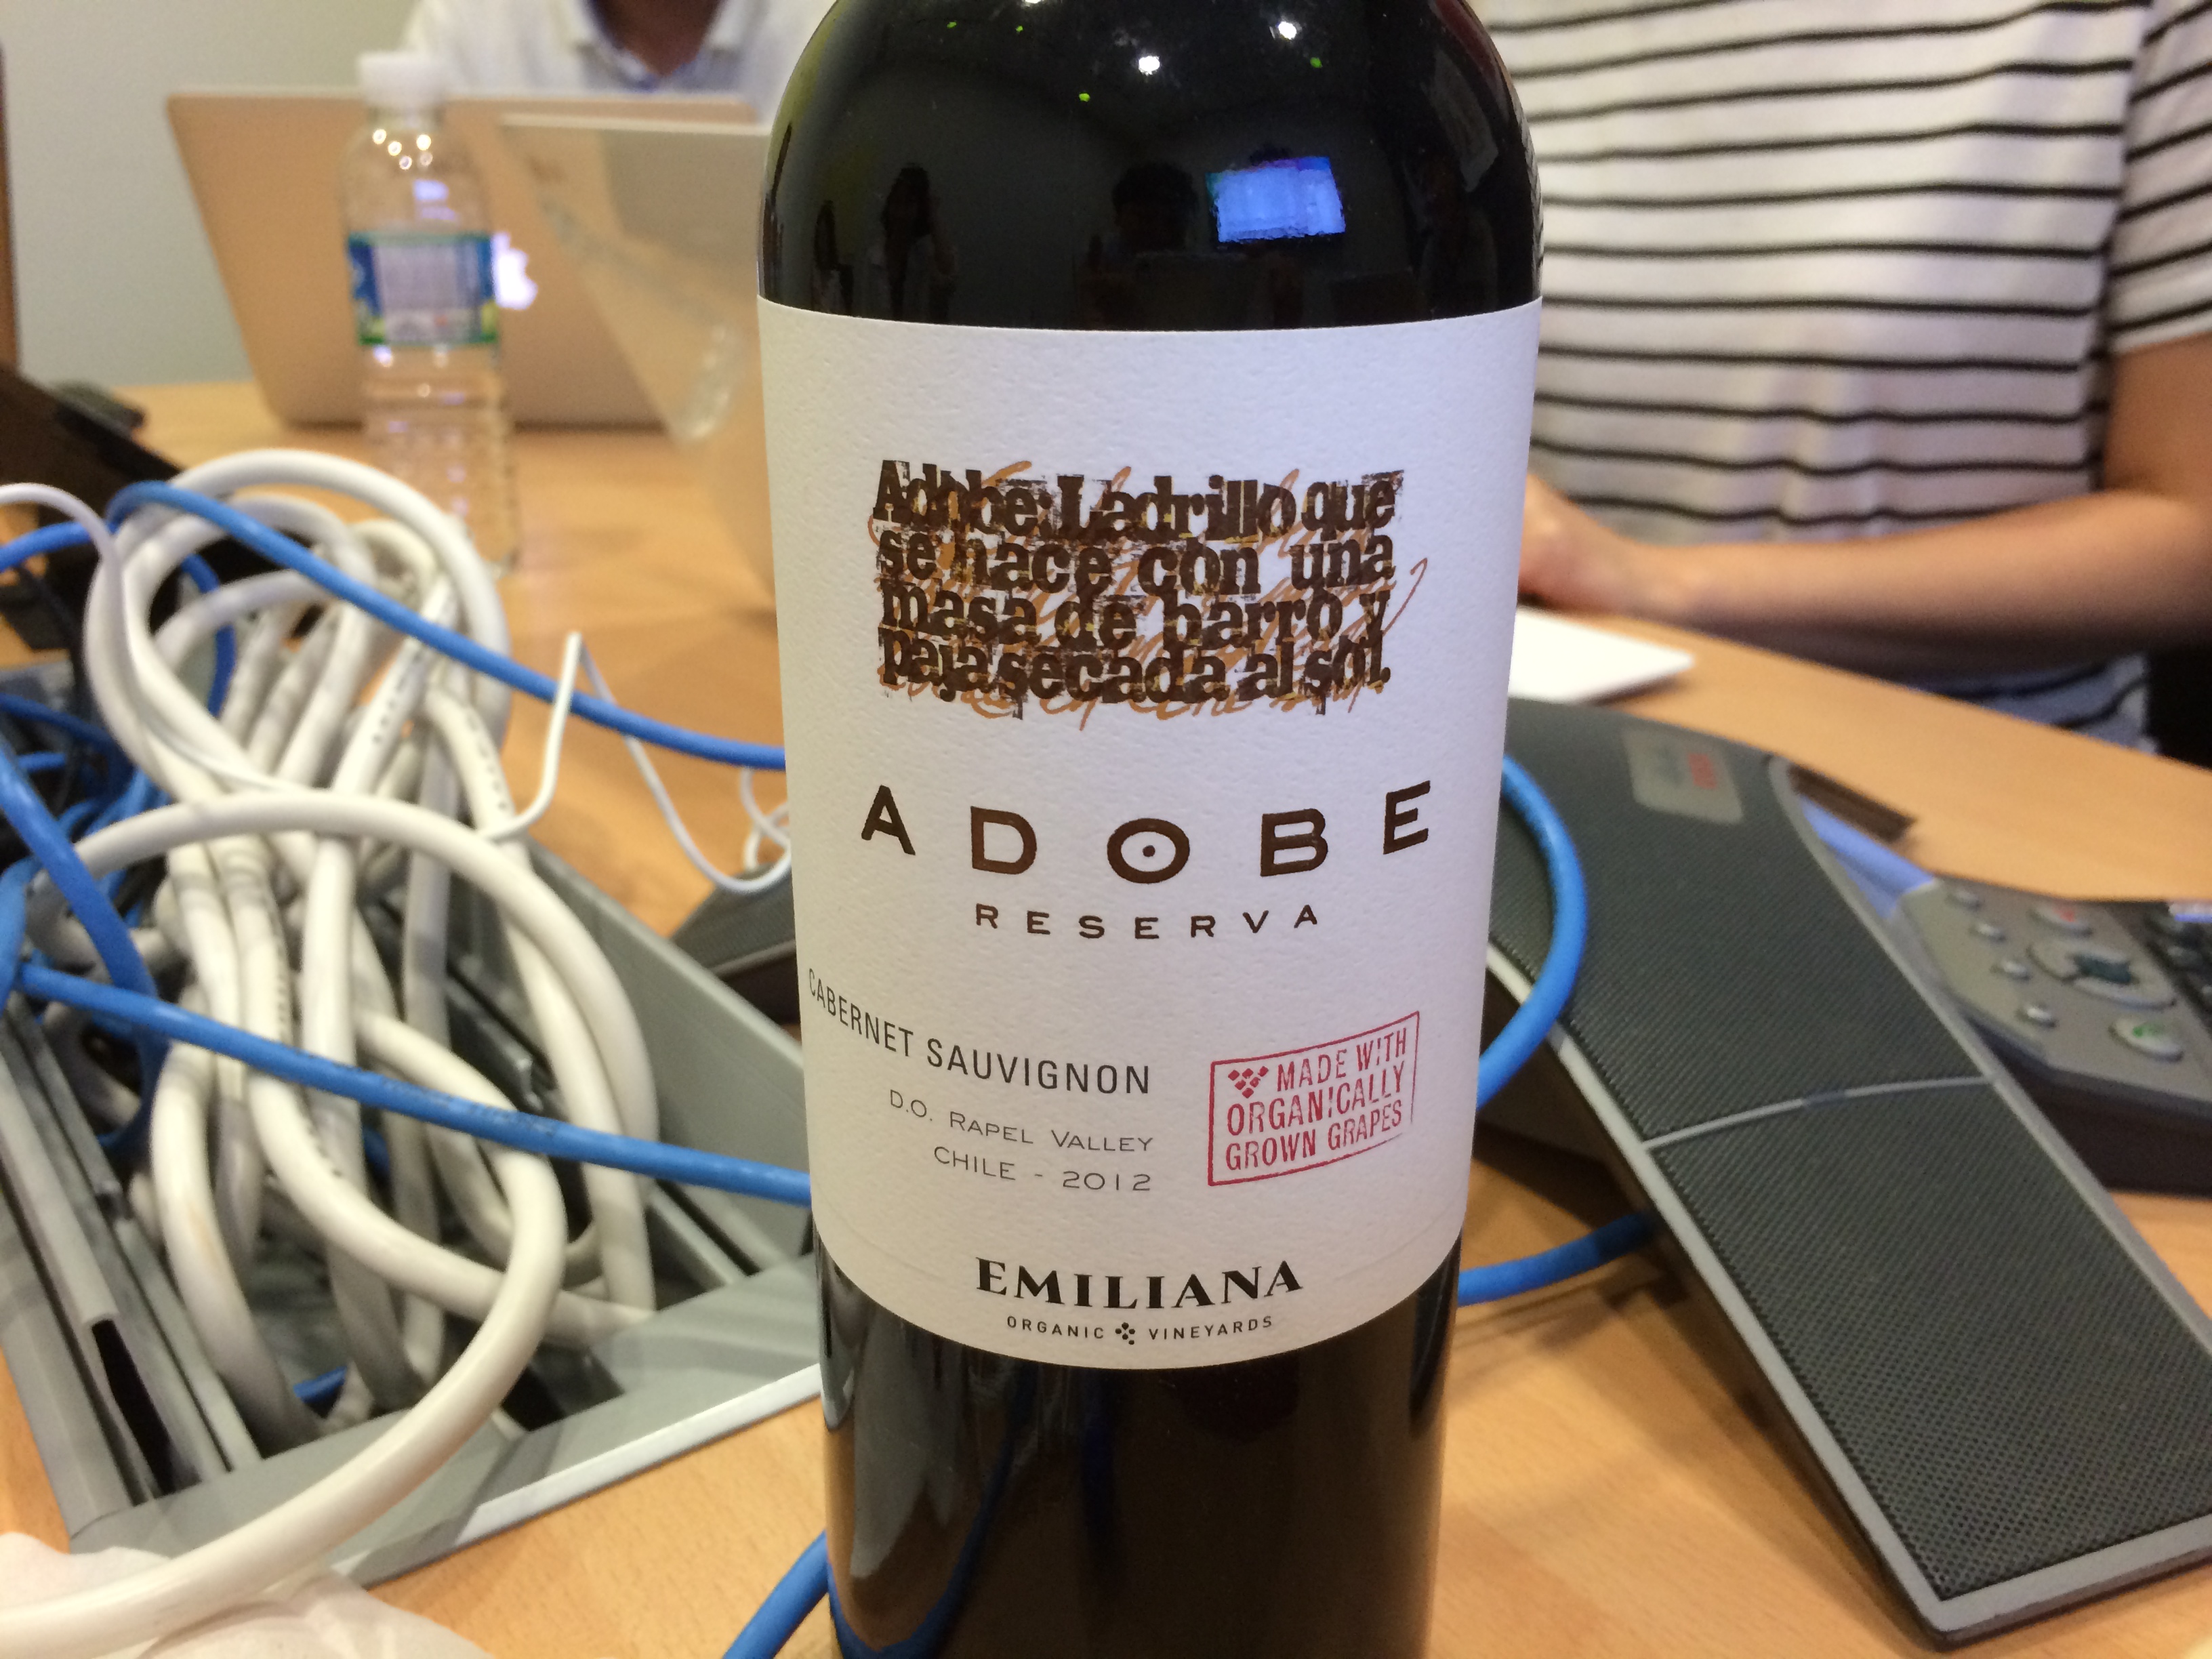 Adobe: Ladrillo que
se hace con una
masa de barro y
paja secada al sol.
ADOBE
RESERVA
CABERNET SAUVIGNON
D.O. RAPEL VALLEY
CHILE - 2012
MADE WITH
ORGANICALLY
GROWN GRAPES
EMILIANA
ORGANIC VINEYARDS